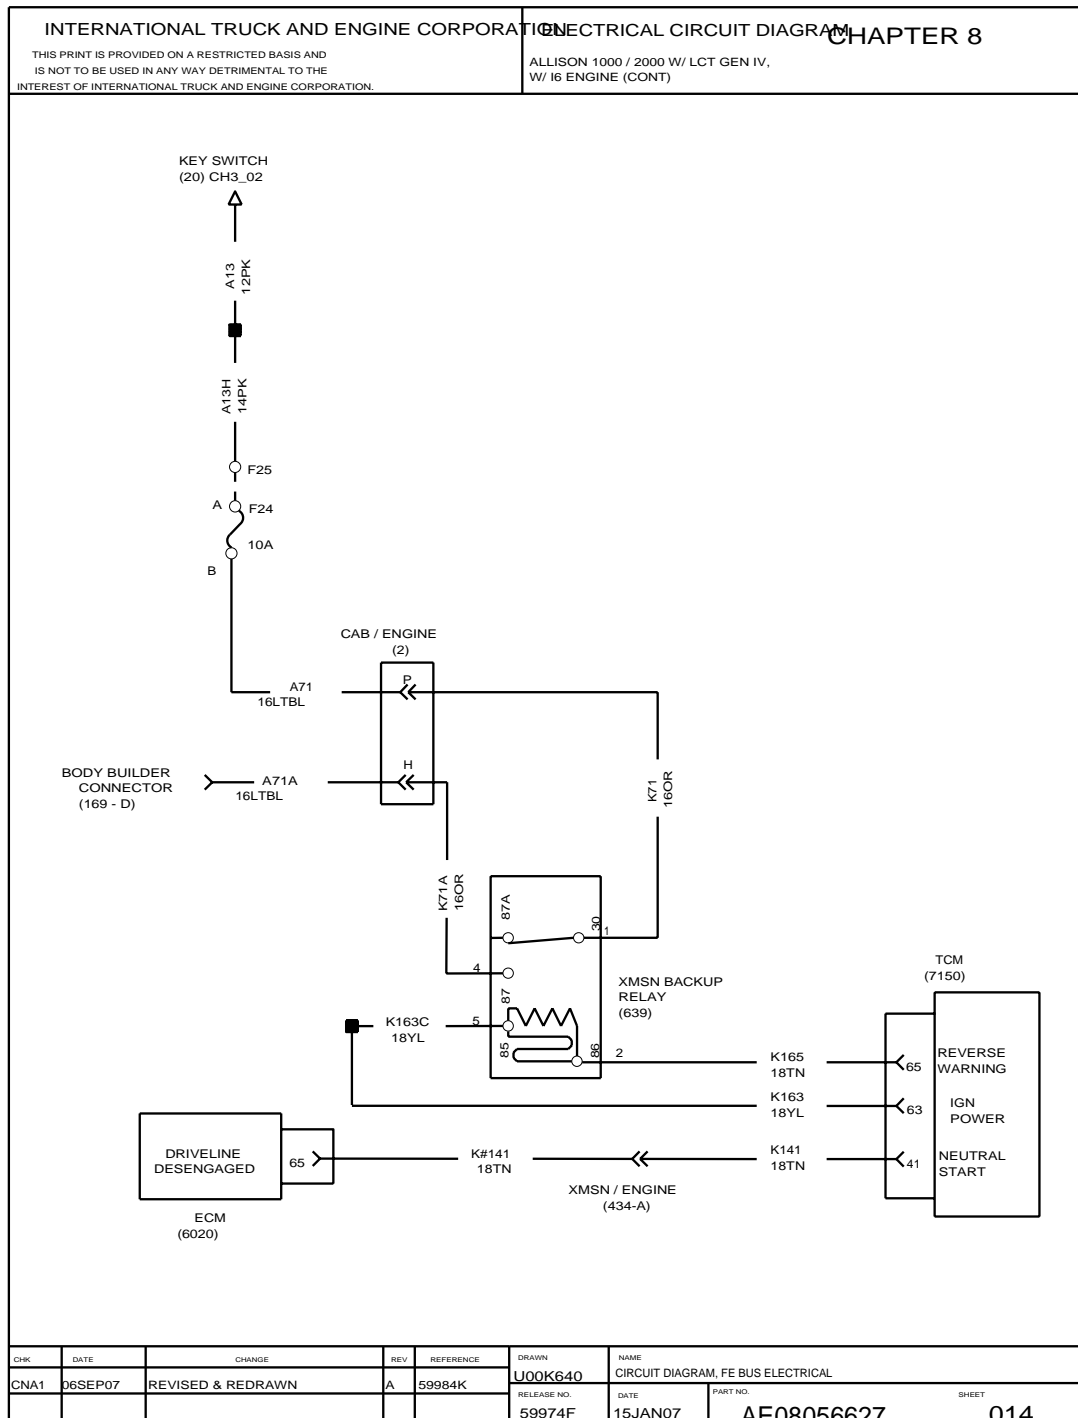 INTERNATIONAL TRUCK AND ENGINE CORPORATION
THIS PRINT IS PROVIDED ON A RESTRICTED BASIS AND
IS NOT TO BE USED IN ANY WAY DETRIMENTAL TO THE
INTEREST OF INTERNATIONAL TRUCK AND ENGINE CORPORATION.
ELECTRICAL CIRCUIT DIAGRAM
CHAPTER 8
ALLISON 1000 / 2000 W/ LCT GEN IV,
W/ I6 ENGINE (CONT)
KEY SWITCH
(20) CH3_02
A13
12PK
A13H
14PK
F25
A
F24
10A
B
CAB / ENGINE
(2)
P
A71
16LTBL
H
BODY BUILDER
CONNECTOR
(169 - D)
A71A
16LTBL
K71
16OR
K71A
16OR
87A
30
1
4
87
XMSN BACKUP
RELAY
(639)
K163C
18YL
5
85
86
2
TCM
(7150)
K165
18TN
65
REVERSE
WARNING
K163
18YL
63
IGN
POWER
DRIVELINE
DESENGAGED
65
K#141
18TN
XMSN / ENGINE
(434-A)
K141
18TN
41
NEUTRAL
START
ECM
(6020)
CHK
DATE
CHANGE
REV
REFERENCE
DRAWN
NAME
CNA1
06SEP07
REVISED & REDRAWN
A
59984K
U00K640
CIRCUIT DIAGRAM, FE BUS ELECTRICAL
RELEASE NO.
DATE
PART NO.
SHEET
15JAN07
AE08056627
014